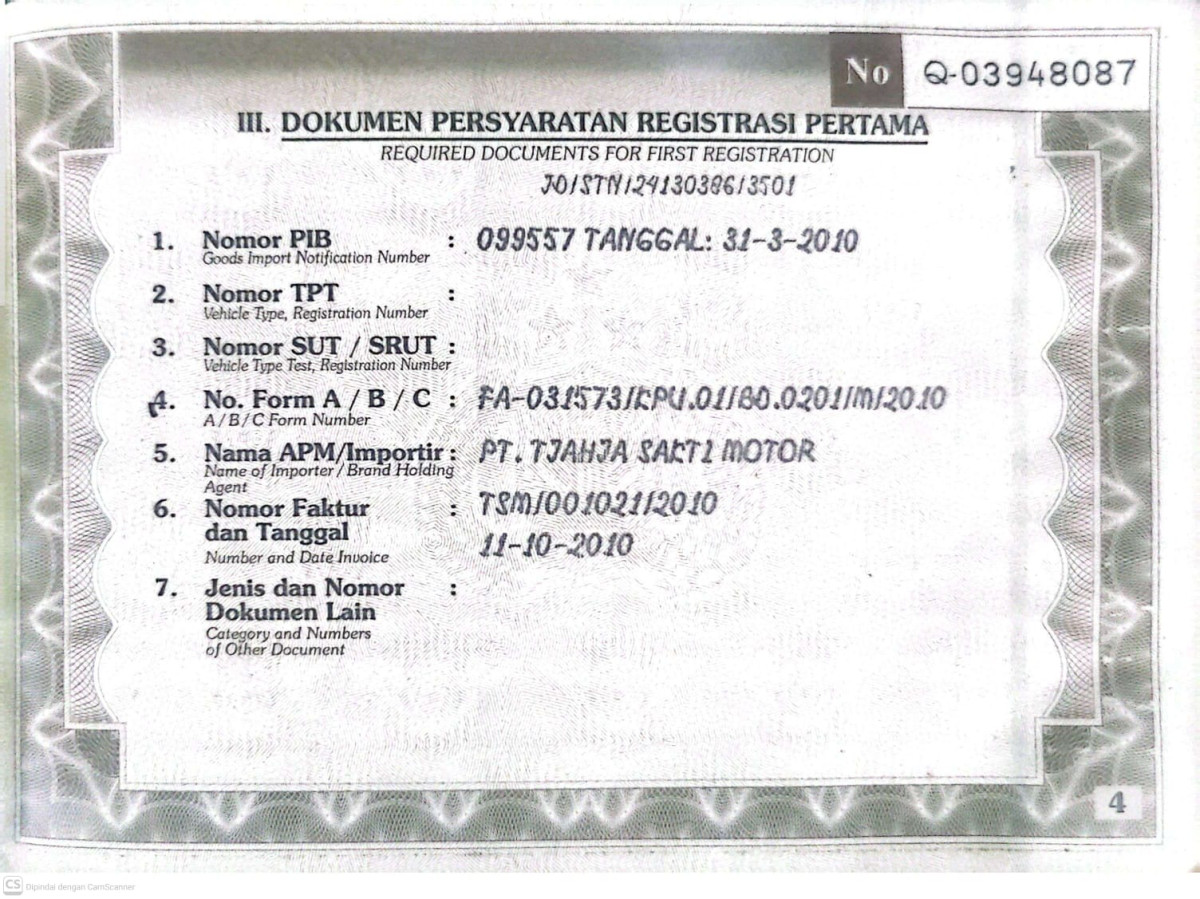 No Q-03948087
III. DOKUMEN PERSYARATAN REGISTRASI PERTAMA
REQUIRED DOCUMENTS FOR FIRST REGISTRATION
1. Nomor PIB : 099557 TANGGAL: 31-3-2010
Goods Import Notification Number
2. Nomor TPT :
Vehicle Type, Registration Number
3. Nomor SUT / SRUT :
Vehicle Type Test, Registration Number
4. No. Form A / B / C : FA-031573/KPU.01/BD.0201/M/2010
A / B / C Form Number
5. Nama APM/Importir : PT. TJAHJA SAKTI MOTOR
Name of Importer / Brand Holding
Agent
6. Nomor Faktur : TSM/001021/2010
dan Tanggal 11-10-2010
Number and Date Invoice
7. Jenis dan Nomor :
Dokumen Lain
Category and Numbers
of Other Document
4
CS Dipindai dengan CamScanner